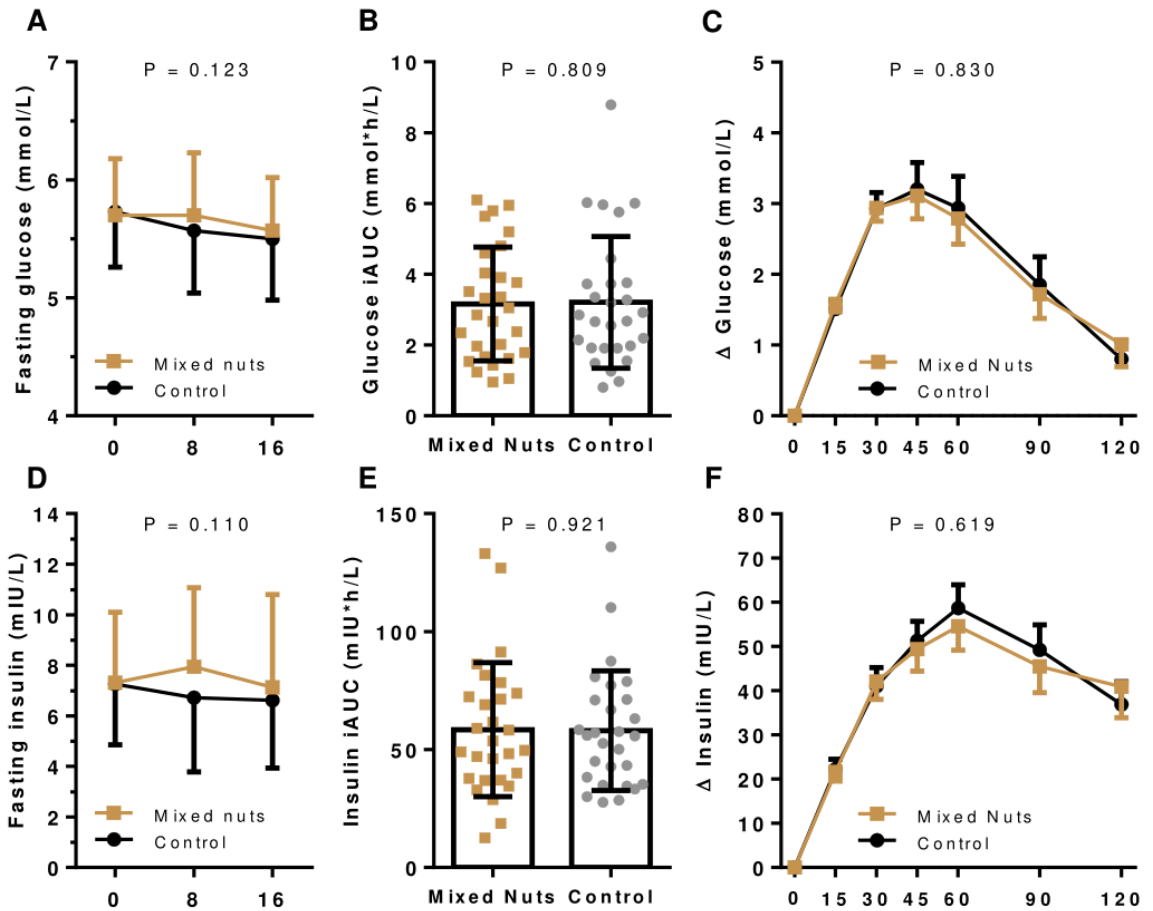 A
P = 0.123
Fasting glucose (mmol/L)
7
6
5
4
Mixed nuts
Control
0 8 16
B
P = 0.809
Glucose iAUC (mmol*h/L)
10
8
6
4
2
0
Mixed Nuts Control
C
P = 0.830
Δ Glucose (mmol/L)
5
4
3
2
1
0
Mixed Nuts
Control
0 15 30 45 60 90 120
D
P = 0.110
Fasting insulin (mIU/L)
14
12
10
8
6
4
2
0
Mixed nuts
Control
0 8 16
E
P = 0.921
Insulin iAUC (mIU*h/L)
150
100
50
0
Mixed Nuts Control
F
P = 0.619
Δ Insulin (mIU/L)
80
70
60
50
40
30
20
10
0
Mixed Nuts
Control
0 15 30 45 60 90 120